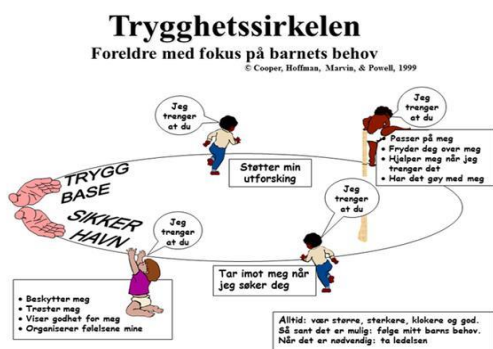 Trygghetssirkelen
Foreldre med fokus på barnets behov
© Cooper, Hoffman, Marvin, & Powell, 1999
Jeg
trenger
at du
Støtter min
utforsking
Jeg
trenger
at du
• Passer på meg
• Fryder deg over meg
• Hjelper meg når jeg
trenger det
• Har det gøy med meg
TRYGG
BASE
SIKKER
HAVN
Jeg
trenger
at du
Tar imot meg når
jeg søker deg
Jeg
trenger
at du
• Beskytter meg
• Trøster meg
• Viser godhet for meg
• Organiserer følelsene mine
Alltid: vær større, sterkere, klokere og god.
Så sant det er mulig: følge mitt barns behov.
Når det er nødvendig: ta ledelsen